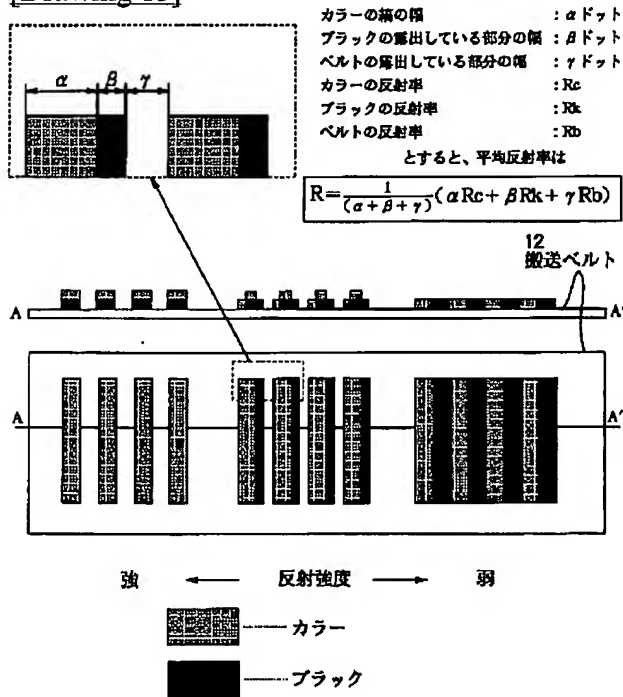 カラーの縞の幅 : αドット
ブラックの露出している部分の幅 : βドット
ベルトの露出している部分の幅 : γドット
カラーの反射率 : Rc
ブラックの反射率 : Rk
ベルトの反射率 : Rb
とすると、平均反射率は
R=1/(α+β+γ)(αRc+βRk+γRb)
α β γ
12
搬送ベルト
A A'
A A'
強 ← 反射強度 → 弱
カラー
ブラック